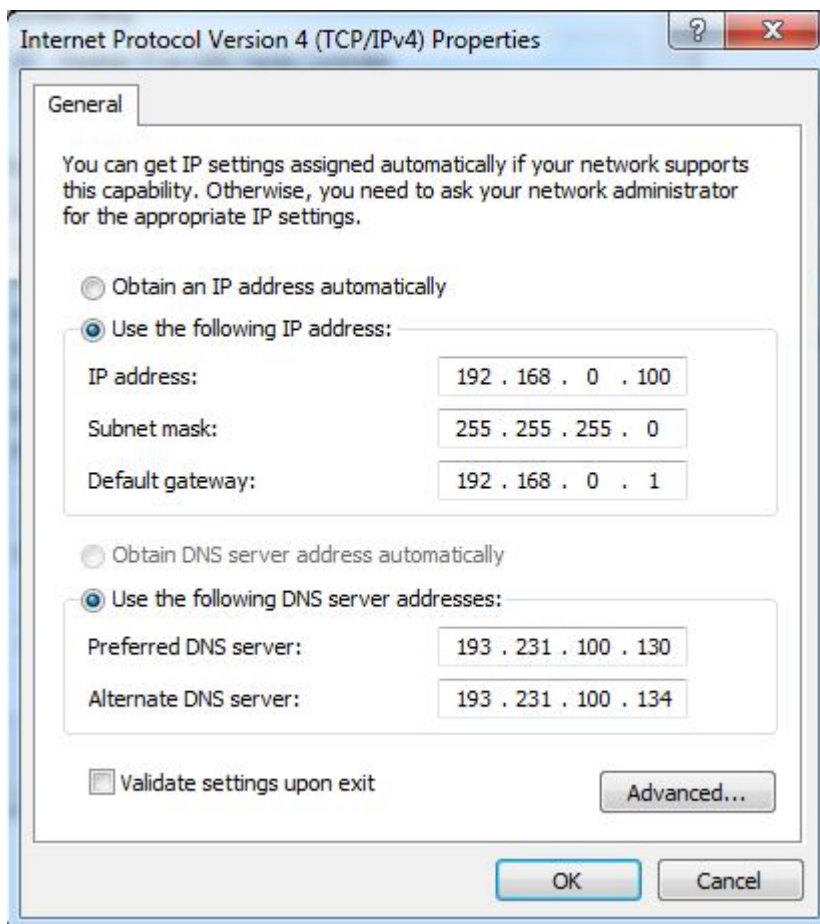 Internet Protocol Version 4 (TCP/IPv4) Properties
General
You can get IP settings assigned automatically if your network supports
this capability. Otherwise, you need to ask your network administrator
for the appropriate IP settings.
Obtain an IP address automatically
Use the following IP address:
IP address: 192 . 168 . 0 . 100
Subnet mask: 255 . 255 . 255 . 0
Default gateway: 192 . 168 . 0 . 1
Obtain DNS server address automatically
Use the following DNS server addresses:
Preferred DNS server: 193 . 231 . 100 . 130
Alternate DNS server: 193 . 231 . 100 . 134
Validate settings upon exit
Advanced...
OK Cancel